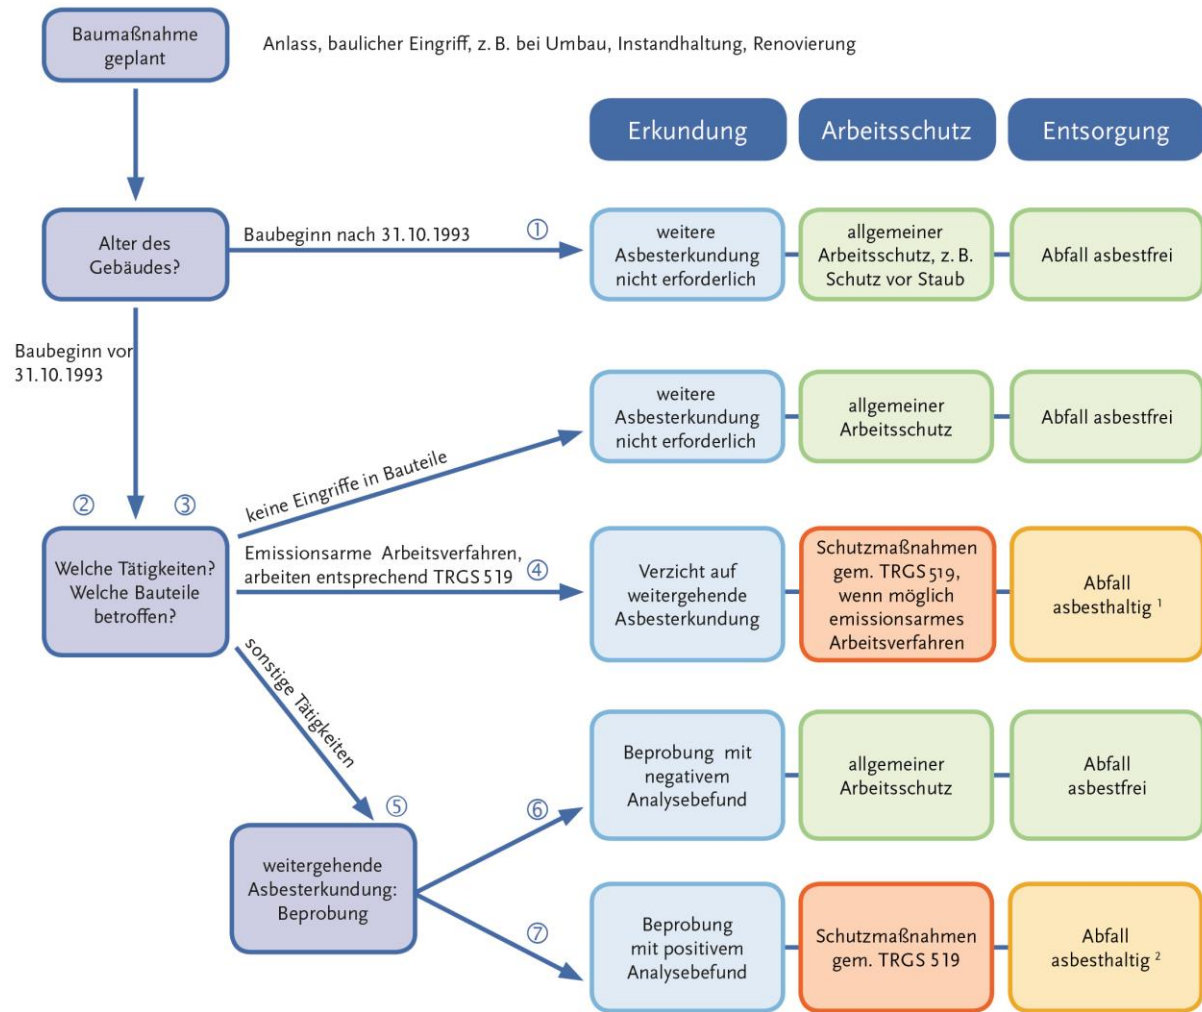 Baumaßnahme
geplant
Anlass, baulicher Eingriff, z. B. bei Umbau, Instandhaltung, Renovierung
Erkundung
Arbeitsschutz
Entsorgung
Alter des
Gebäudes?
Baubeginn nach 31.10.1993
①
weitere
Asbesterkundung
nicht erforderlich
allgemeiner
Arbeitsschutz, z. B.
Schutz vor Staub
Abfall asbestfrei
Baubeginn vor
31.10.1993
keine Eingriffe in Bauteile
weitere
Asbesterkundung
nicht erforderlich
allgemeiner
Arbeitsschutz
Abfall asbestfrei
②
③
Welche Tätigkeiten?
Welche Bauteile
betroffen?
Emissionsarme Arbeitsverfahren,
arbeiten entsprechend TRGS 519
④
Verzicht auf
weitergehende
Asbesterkundung
Schutzmaßnahmen
gem. TRGS 519,
wenn möglich
emissionsarmes
Arbeitsverfahren
Abfall
asbesthaltig ¹
sonstige Tätigkeiten
⑤
weitergehende
Asbesterkundung:
Beprobung
⑥
Beprobung mit
negativem
Analysebefund
allgemeiner
Arbeitsschutz
Abfall
asbestfrei
⑦
Beprobung
mit positivem
Analysebefund
Schutzmaßnahmen
gem. TRGS 519
Abfall
asbesthaltig ²